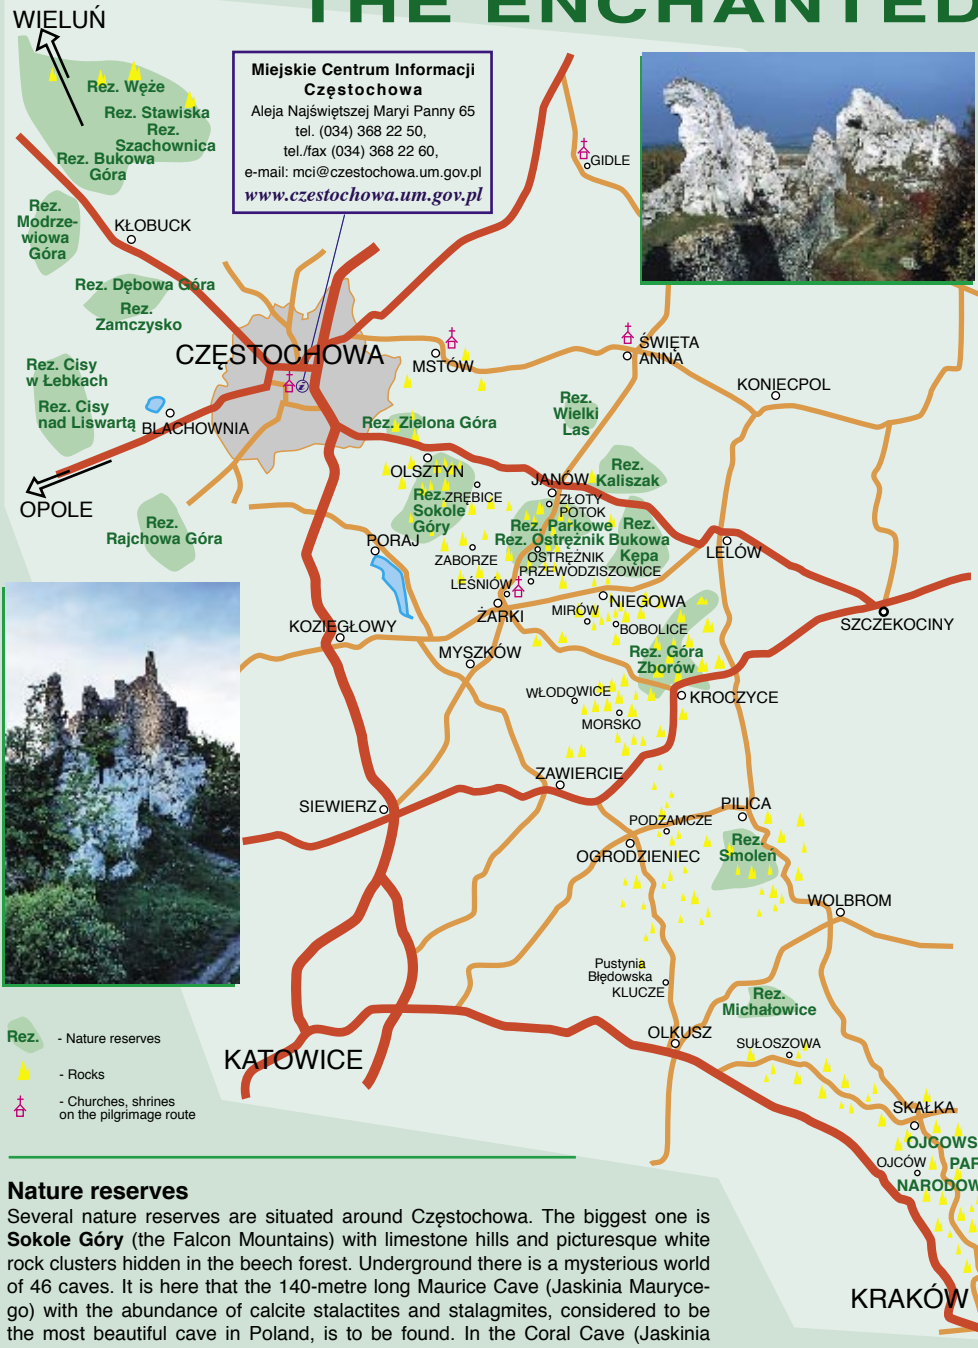 THE ENCHANTED
WIELUŃ
Miejskie Centrum Informacji
Częstochowa
Aleja Najświętszej Maryi Panny 65
tel. (034) 368 22 50,
tel./fax (034) 368 22 60,
e-mail: mci@czestochowa.um.gov.pl
www.czestochowa.um.gov.pl
Rez. Węże
Rez. Stawiska
Rez.
Szachownica
Rez. Bukowa
Góra
GIDLE
Rez.
Modrze-
wiowa
Góra
KŁOBUCK
Rez. Dębowa Góra
Rez.
Zamczysko
CZĘSTOCHOWA
MSTÓW
ŚWIĘTA
ANNA
KONIECPOL
Rez. Cisy
w Łebkach
Rez. Cisy
nad Liswartą
BLACHOWNIA
Rez. Zielona Góra
Rez.
Wielki
Las
OPOLE
OLSZTYN
ZRĘBICE
Rez.
Sokole
Góry
JANÓW
Rez.
Kaliszak
ZŁOTY
POTOK
Rez. Parkowe
Rez. Ostrężnik
Rez.
Bukowa
Kępa
Rez.
Rajchowa Góra
PORAJ
ZABORZE
OSTRĘŻNIK
PRZEWODZISZOWICE
LELÓW
LEŚNIÓW
ŻARKI
MIRÓW
NIEGOWA
BOBOLICE
SZCZEKOCINY
KOZIEGŁOWY
MYSZKÓW
Rez. Góra
Zborów
WŁODOWICE
MORSKO
KROCZYCE
ZAWIERCIE
SIEWIERZ
PODZAMCZE
PILICA
OGRODZIENIEC
Rez.
Smoleń
WOLBROM
Pustynia
Błędowska
KLUCZE
Rez.
Michałowice
OLKUSZ
SUŁOSZOWA
KATOWICE
SKAŁKA
OJCOWS
OJCÓW
PAR
NARODOW
KRAKÓW
Rez.
- Nature reserves
- Rocks
- Churches, shrines
on the pilgrimage route
Nature reserves
Several nature reserves are situated around Częstochowa. The biggest one is
Sokole Góry (the Falcon Mountains) with limestone hills and picturesque white
rock clusters hidden in the beech forest. Underground there is a mysterious world
of 46 caves. It is here that the 140-metre long Maurice Cave (Jaskinia Mauryce-
go) with the abundance of calcite stalactites and stalagmites, considered to be
the most beautiful cave in Poland, is to be found. In the Coral Cave (Jaskinia